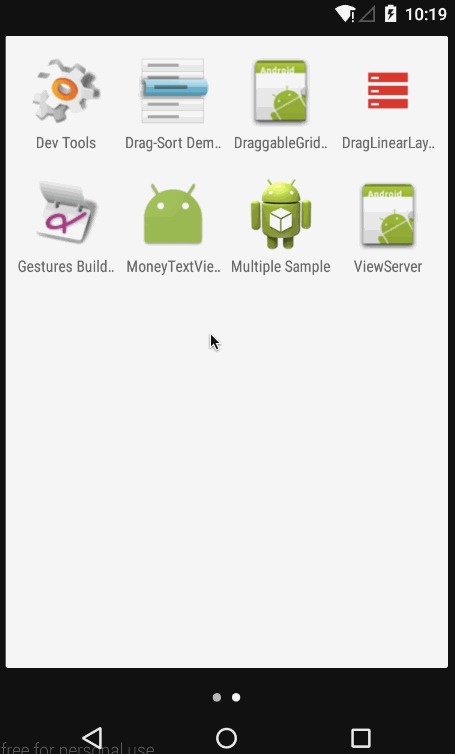 10:19
Android
Dev Tools
Drag-Sort Dem..
DraggableGrid..
DragLinearLay..
Android
Gestures Build..
MoneyTextVie..
Multiple Sample
ViewServer
free for personal use